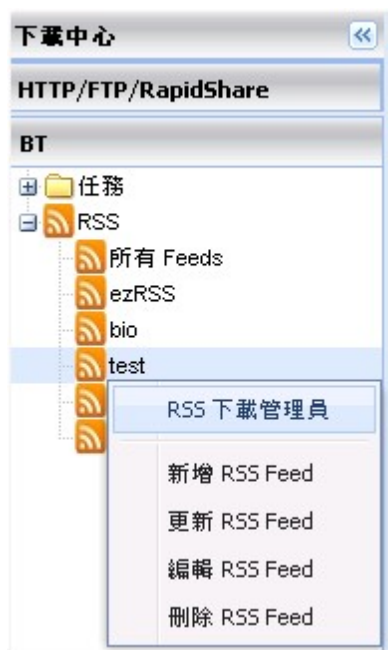 下載中心
HTTP/FTP/RapidShare
BT
任務
RSS
所有 Feeds
ezRSS
bio
test
RSS 下載管理員
新增 RSS Feed
更新 RSS Feed
編輯 RSS Feed
刪除 RSS Feed